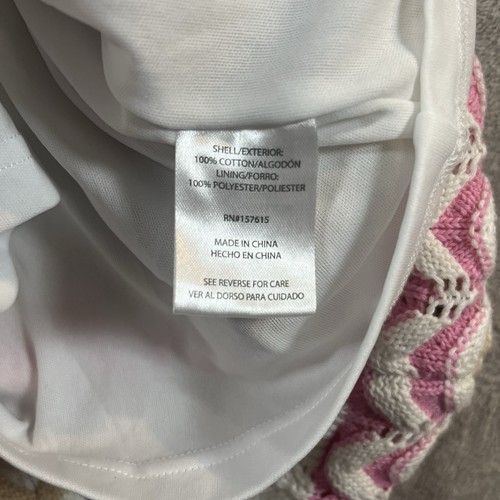 SHELL/EXTERIOR:
100% COTTON/ALGODÓN
LINING/FORRO:
100% POLYESTER/POLIESTER
RN#157615
MADE IN CHINA
HECHO EN CHINA
SEE REVERSE FOR CARE
VER AL DORSO PARA CUIDADO